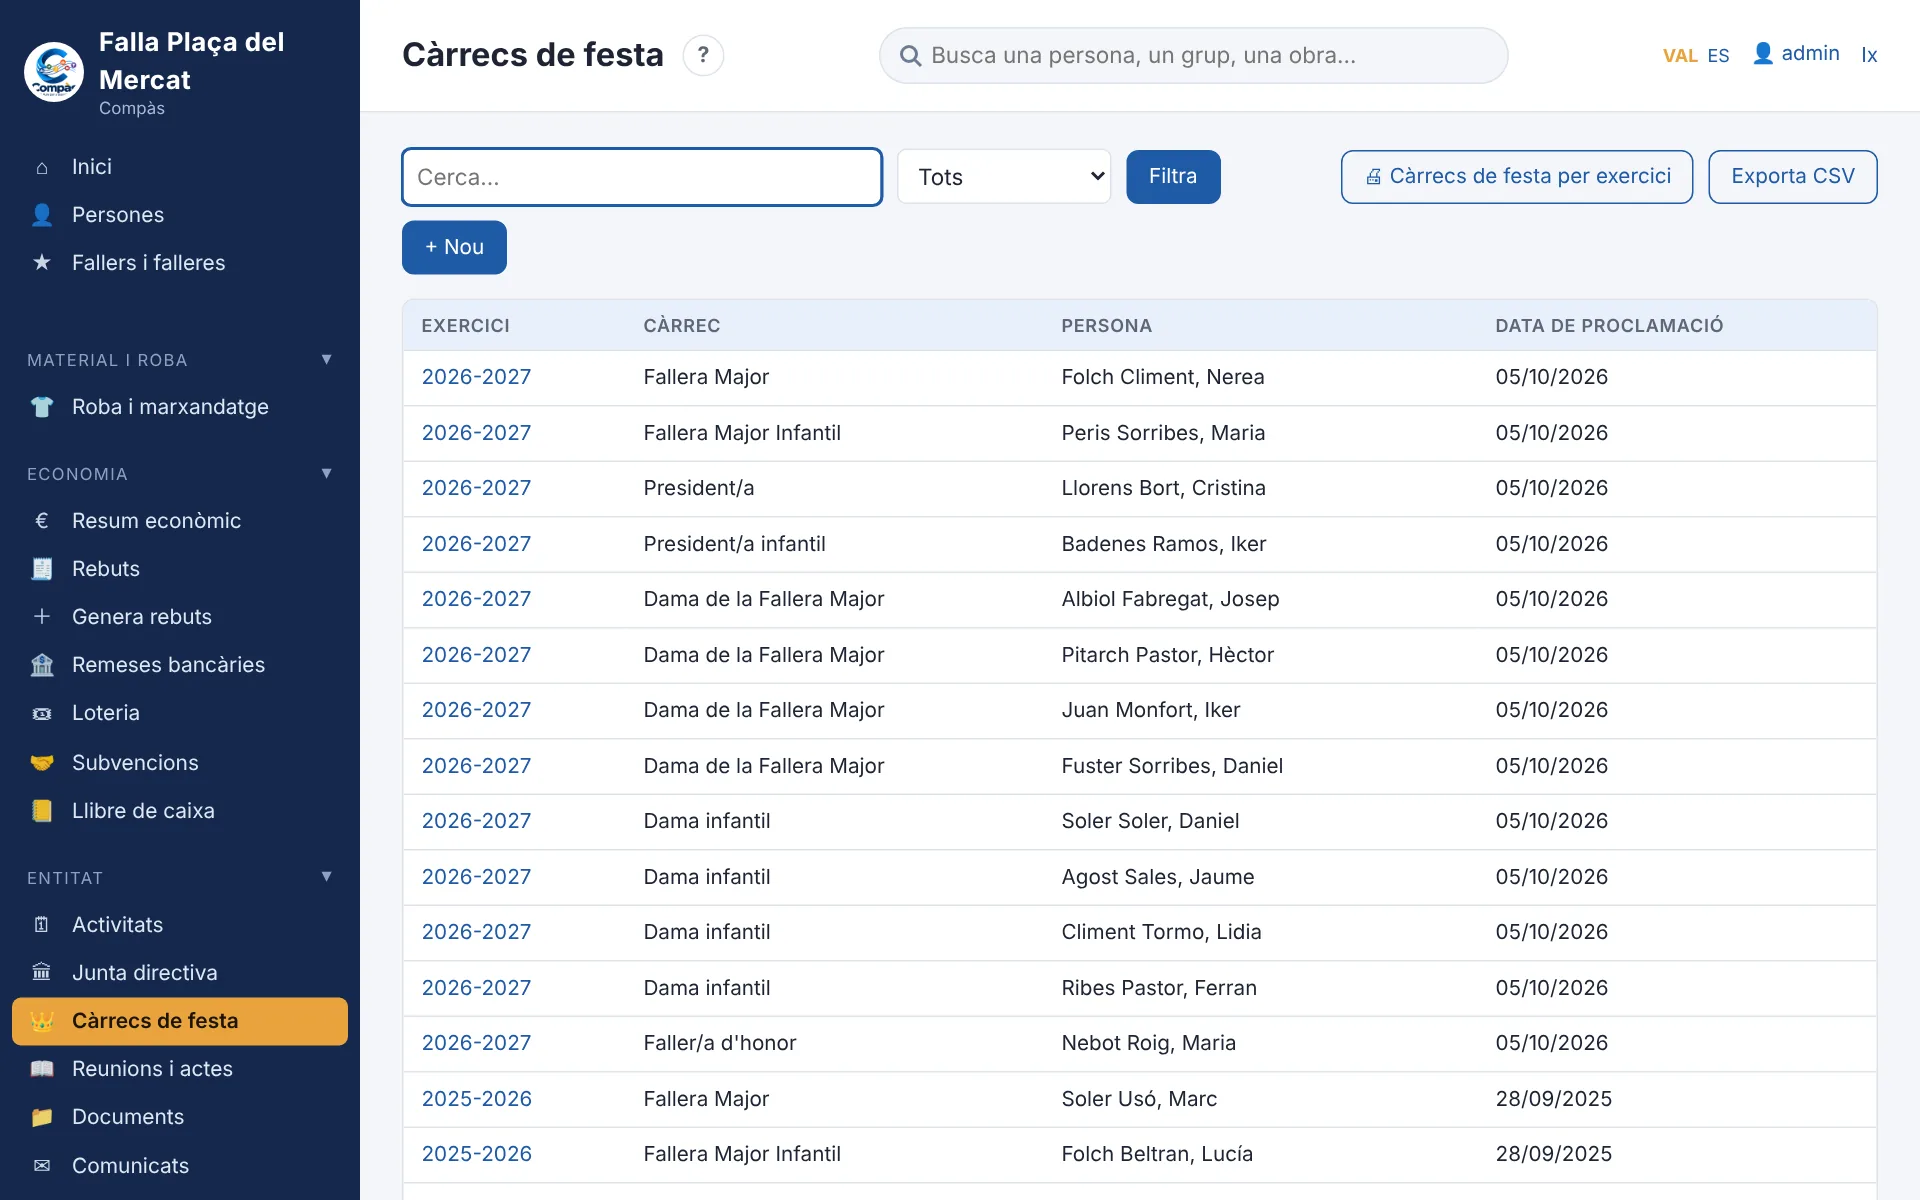 Falla Plaça del
Mercat
Compàs
Inici
Persones
Fallers i falleres
MATERIAL I ROBA ▼
Roba i marxandatge
ECONOMIA ▼
€ Resum econòmic
Rebuts
Genera rebuts
Remeses bancàries
Loteria
Subvencions
Llibre de caixa
ENTITAT ▼
Activitats
Junta directiva
Càrrecs de festa
Reunions i actes
Documents
Comunicats
Càrrecs de festa ?
Busca una persona, un grup, una obra...
VAL ES admin Ix
Cerca... Tots Filtra Càrrecs de festa per exercici Exporta CSV
+ Nou
EXERCICI CÀRREC PERSONA DATA DE PROCLAMACIÓ
2026-2027 Fallera Major Folch Climent, Nerea 05/10/2026
2026-2027 Fallera Major Infantil Peris Sorribes, Maria 05/10/2026
2026-2027 President/a Llorens Bort, Cristina 05/10/2026
2026-2027 President/a infantil Badenes Ramos, Iker 05/10/2026
2026-2027 Dama de la Fallera Major Albiol Fabregat, Josep 05/10/2026
2026-2027 Dama de la Fallera Major Pitarch Pastor, Hèctor 05/10/2026
2026-2027 Dama de la Fallera Major Juan Monfort, Iker 05/10/2026
2026-2027 Dama de la Fallera Major Fuster Sorribes, Daniel 05/10/2026
2026-2027 Dama infantil Soler Soler, Daniel 05/10/2026
2026-2027 Dama infantil Agost Sales, Jaume 05/10/2026
2026-2027 Dama infantil Climent Tormo, Lidia 05/10/2026
2026-2027 Dama infantil Ribes Pastor, Ferran 05/10/2026
2026-2027 Faller/a d'honor Nebot Roig, Maria 05/10/2026
2025-2026 Fallera Major Soler Usó, Marc 28/09/2025
2025-2026 Fallera Major Infantil Folch Beltran, Lucía 28/09/2025